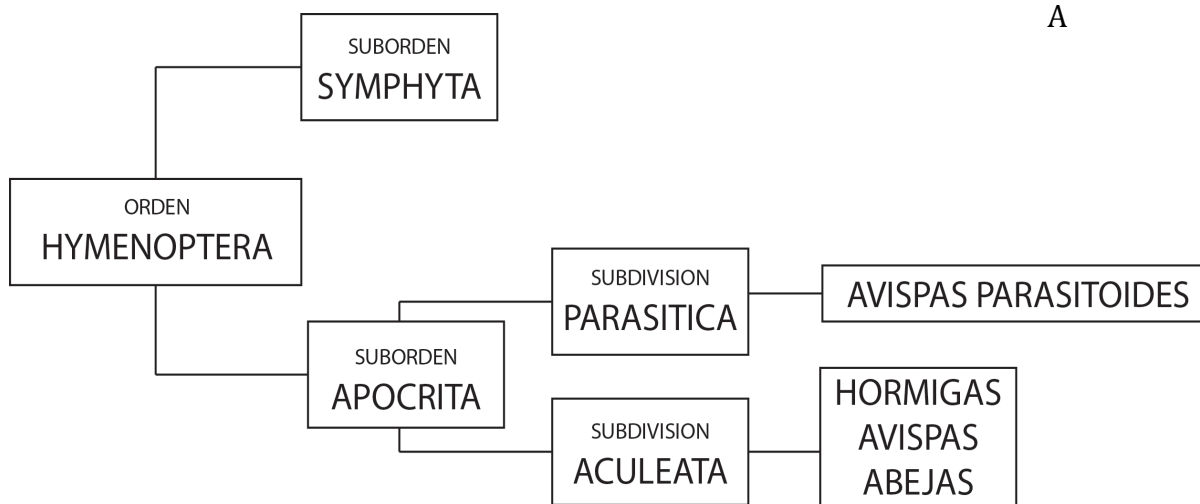 A
SUBORDEN
SYMPHYTA
ORDEN
HYMENOPTERA
SUBDIVISION
PARASITICA
AVISPAS PARASITOIDES
SUBORDEN
APOCRITA
SUBDIVISION
ACULEATA
HORMIGAS
AVISPAS
ABEJAS